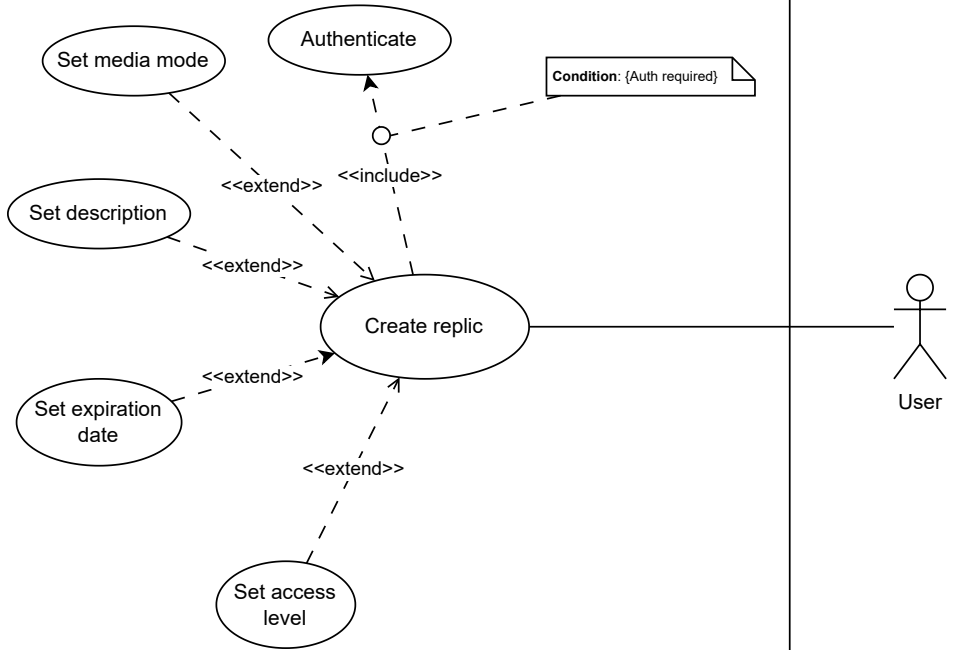 Authenticate
Set media mode
Condition: {Auth required}
<<include>>
<<extend>>
Set description
<<extend>>
Create replic
<<extend>>
User
Set expiration
date
<<extend>>
Set access
level